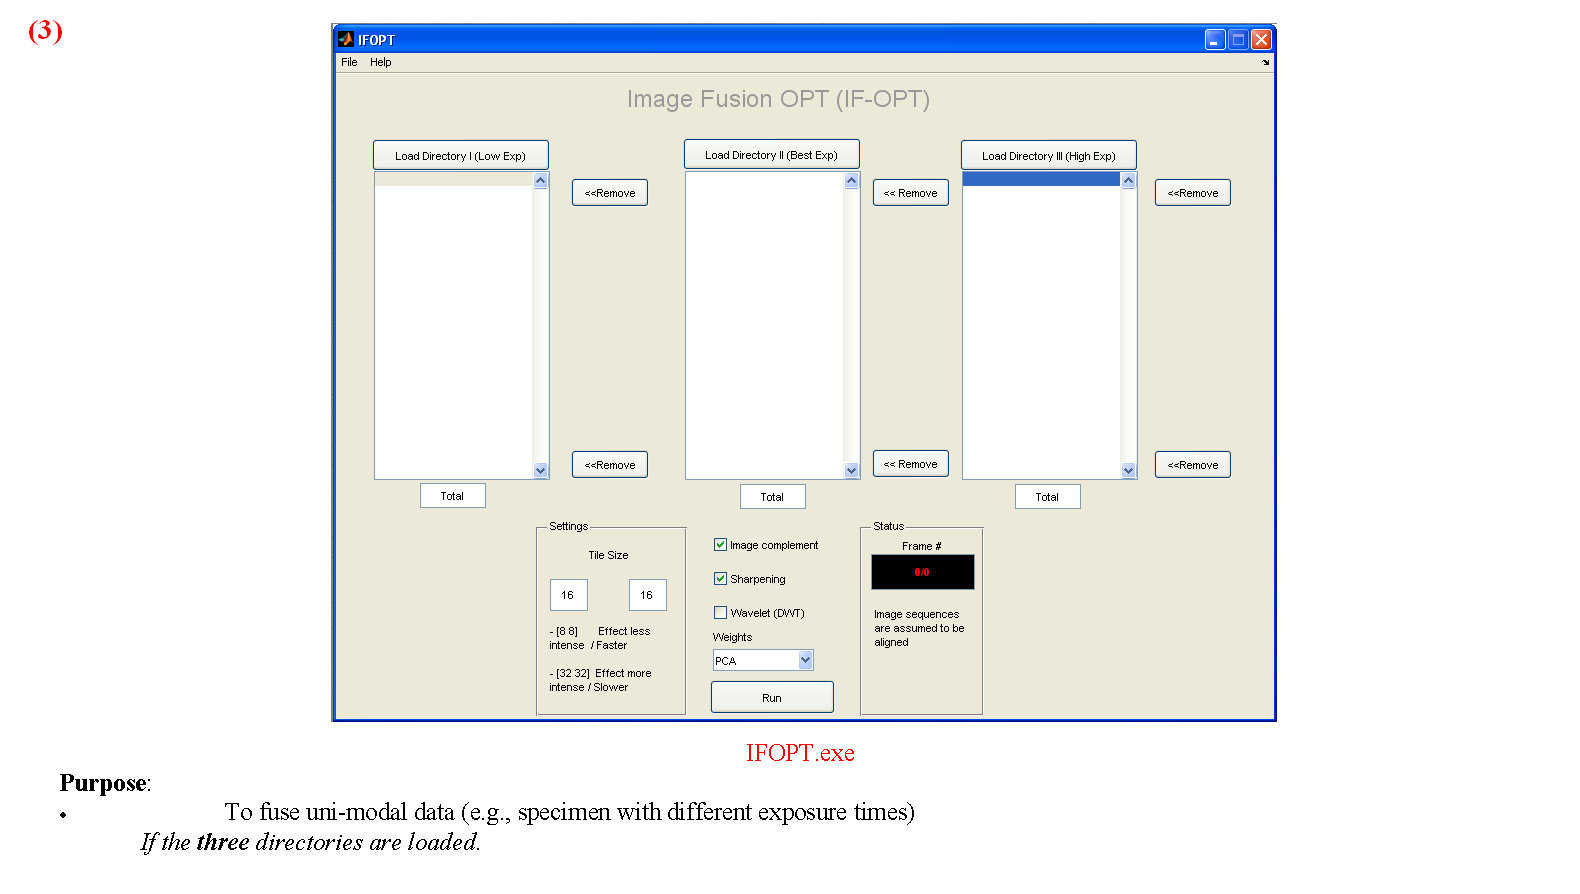 (3)
IFOPT
File Help
Image Fusion OPT (IF-OPT)
Load Directory I (Low Exp)
Load Directory II (Best Exp)
Load Directory III (High Exp)
<<Remove
<< Remove
<<Remove
<<Remove
<< Remove
<<Remove
Total
Total
Total
Settings
Tile Size
16 16
- [8 8] Effect less
intense / Faster
- [32 32] Effect more
intense / Slower
Image complement
Sharpening
Wavelet (DWT)
Weights
PCA
Run
Status
Frame #
0/0
Image sequences
are assumed to be
aligned
IFOPT.exe
Purpose:
• To fuse uni-modal data (e.g., specimen with different exposure times)
If the three directories are loaded.